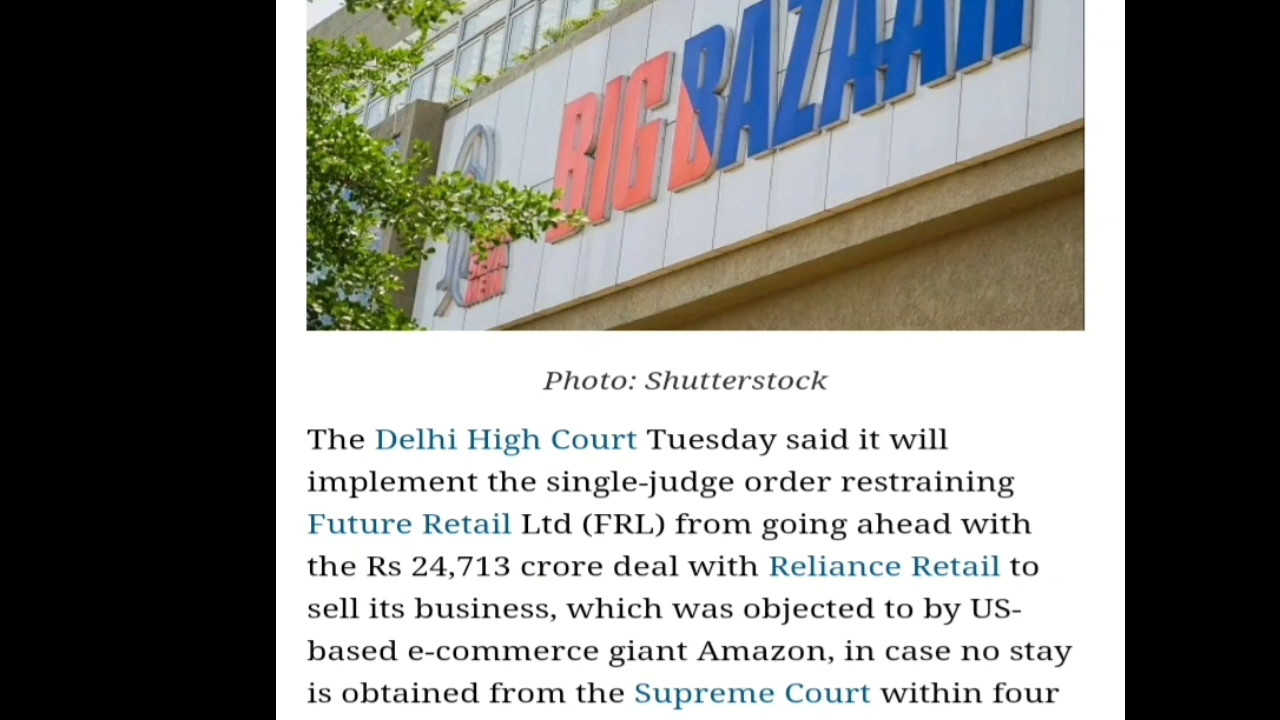 BIG BAZAAR
SEVA
HEIN
Photo: Shutterstock
The Delhi High Court Tuesday said it will
implement the single-judge order restraining
Future Retail Ltd (FRL) from going ahead with
the Rs 24,713 crore deal with Reliance Retail to
sell its business, which was objected to by US-
based e-commerce giant Amazon, in case no stay
is obtained from the Supreme Court within four